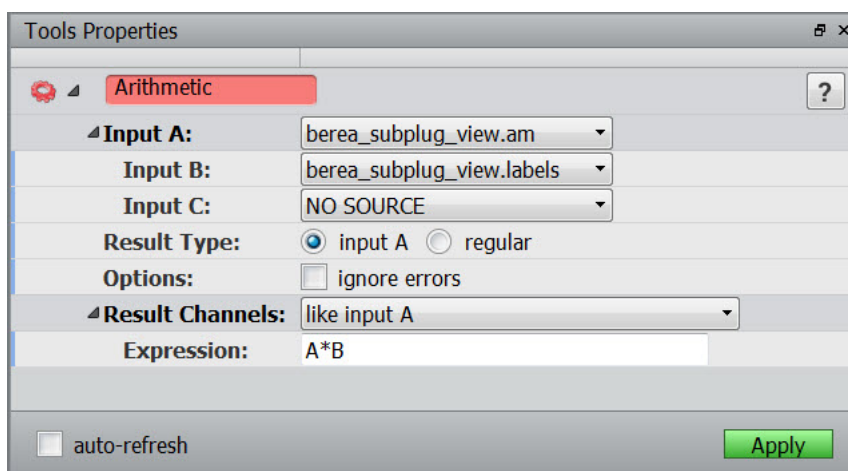 Tools Properties
Arithmetic
?
Input A: berea_subplug_view.am
Input B: berea_subplug_view.labels
Input C: NO SOURCE
Result Type: input A regular
Options: ignore errors
Result Channels: like input A
Expression: A*B
auto-refresh Apply